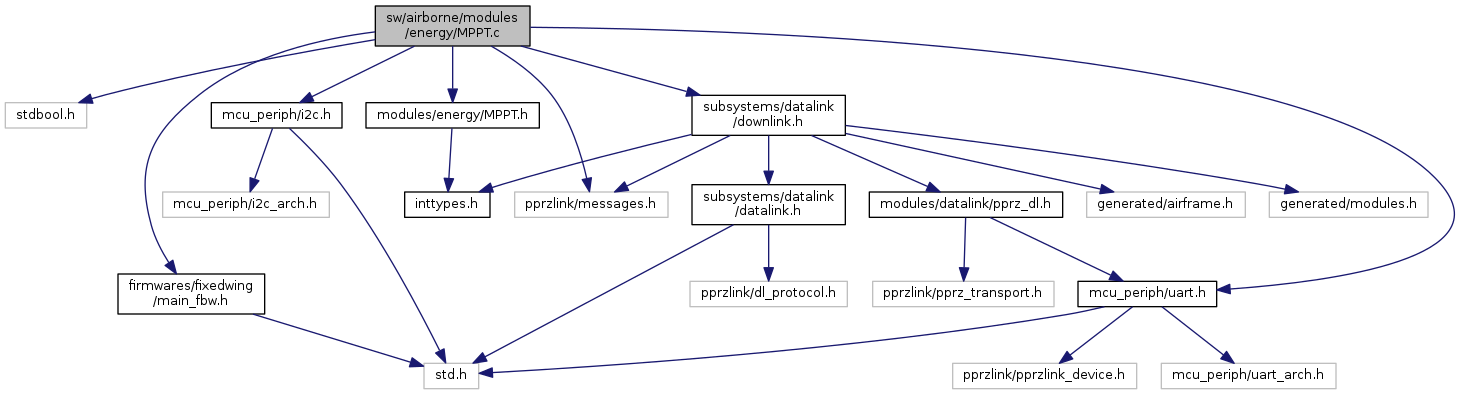 sw/airborne/modules
/energy/MPPT.c
stdbool.h
mcu_periph/i2c.h
modules/energy/MPPT.h
subsystems/datalink
/downlink.h
mcu_periph/i2c_arch.h
inttypes.h
pprzlink/messages.h
subsystems/datalink
/datalink.h
modules/datalink/pprz_dl.h
generated/airframe.h
generated/modules.h
firmwares/fixedwing
/main_fbw.h
pprzlink/dl_protocol.h
pprzlink/pprz_transport.h
mcu_periph/uart.h
std.h
pprzlink/pprzlink_device.h
mcu_periph/uart_arch.h